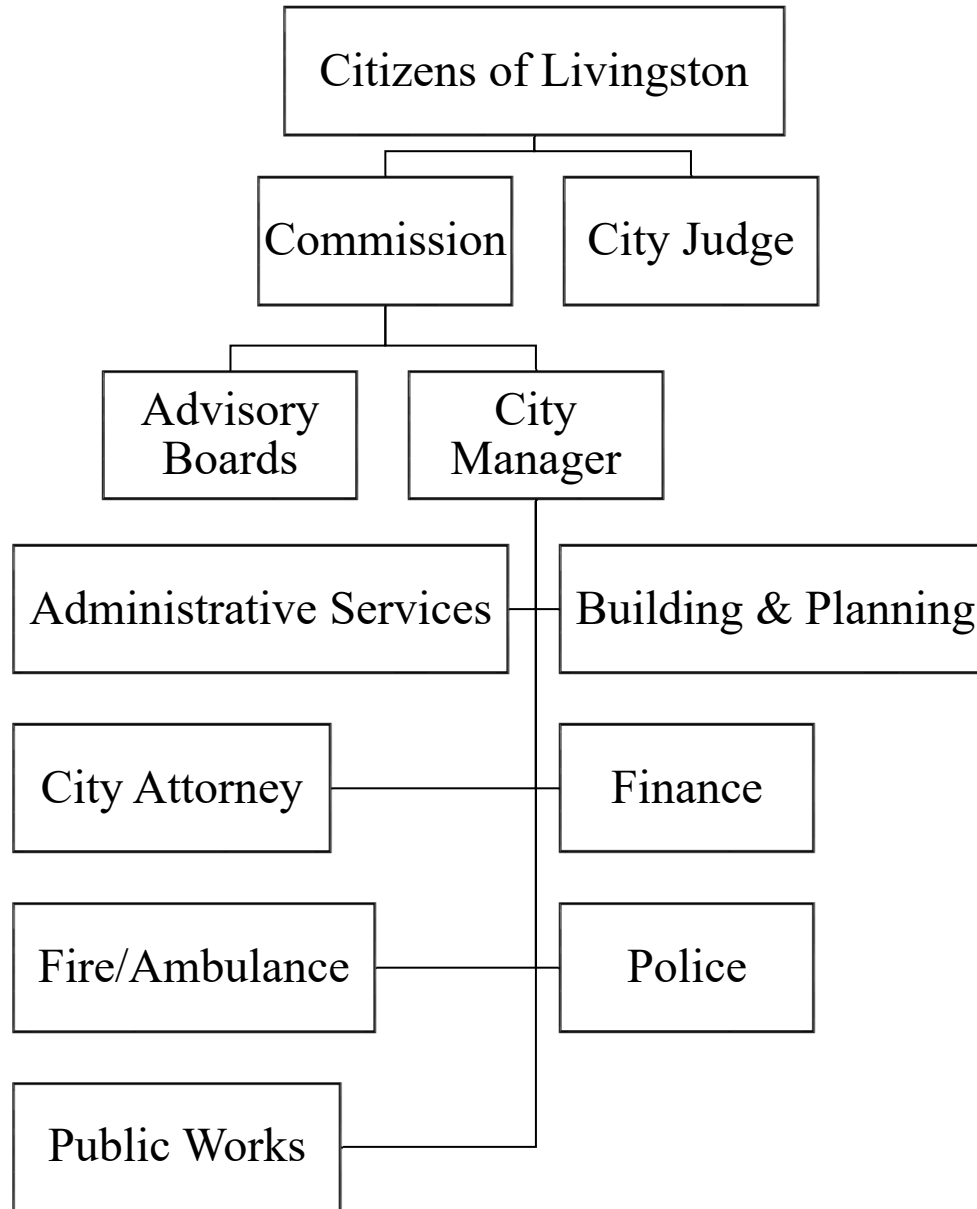 Citizens of Livingston
Commission
City Judge
Advisory
Boards
City
Manager
Administrative Services
Building & Planning
City Attorney
Finance
Fire/Ambulance
Police
Public Works